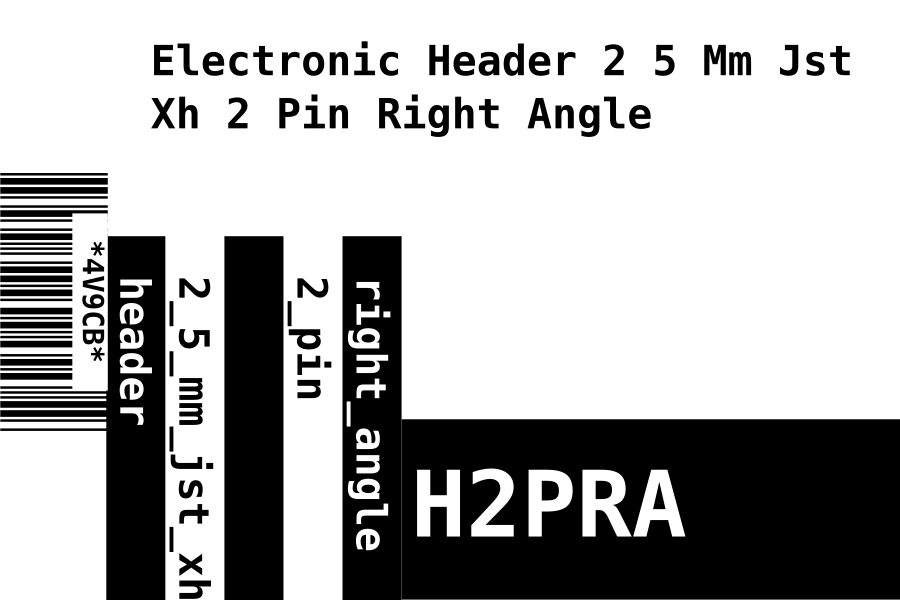 Electronic Header 2 5 Mm Jst
Xh 2 Pin Right Angle
*4V9CB*
header
2_5_mm_jst_xh
2_pin
right_angle
H2PRA